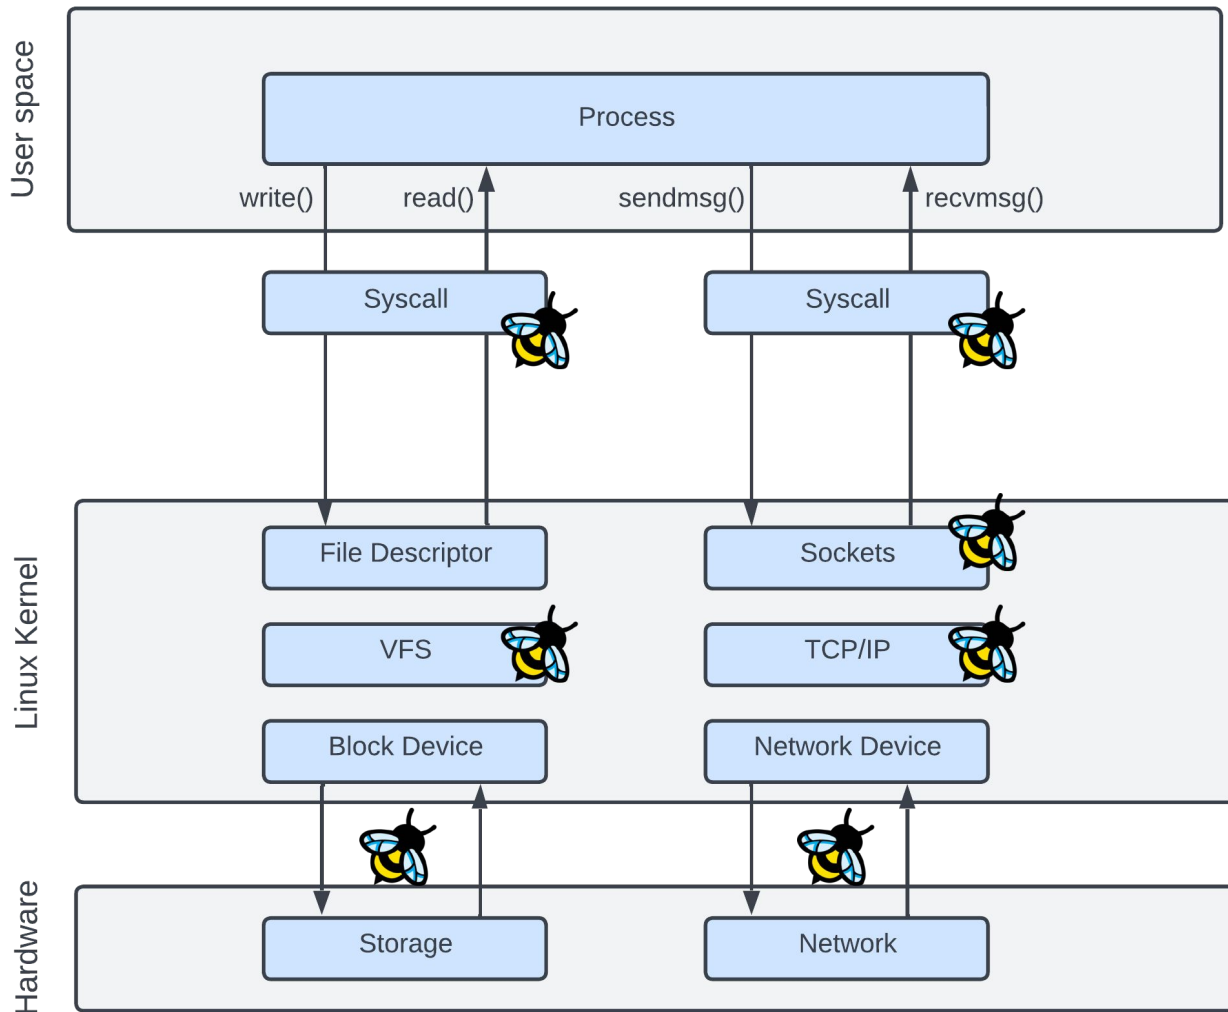 User space
Process
write()
read()
sendmsg()
recvmsg()
Syscall
Syscall
Linux Kernel
File Descriptor
Sockets
VFS
TCP/IP
Block Device
Network Device
Hardware
Storage
Network